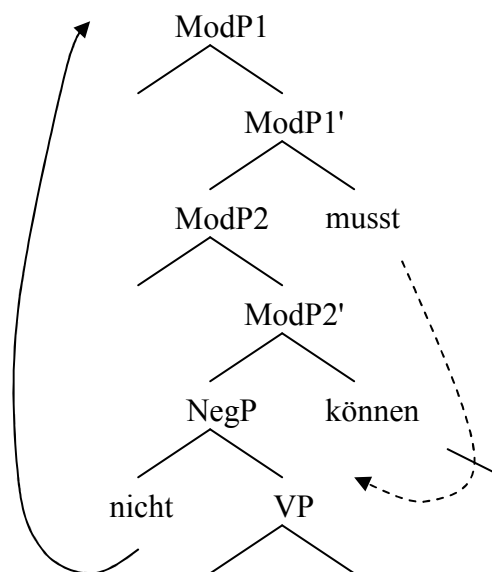 ModP1
ModP1'
ModP2 musst
ModP2'
NegP können
nicht VP